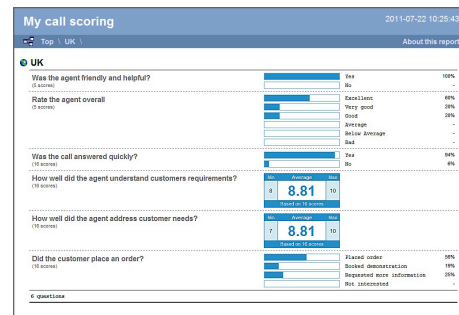 My call scoring 2011-07-22 10:25:43
Top \ UK \ About this report
UK
Was the agent friendly and helpful? Yes 100%
(5 scores) No -
Rate the agent overall Excellent 60%
(5 scores) Very good 20%
Good 20%
Average -
Below Average -
Bad -
Was the call answered quickly? Yes 94%
(16 scores) No 6%
How well did the agent understand customers requirements? Min Average Max
(16 scores) 8 8.81 10
Based on 16 scores
How well did the agent address customer needs? Min Average Max
(16 scores) 7 8.81 10
Based on 16 scores
Did the customer place an order? Placed order 56%
(16 scores) Booked demonstration 19%
Requested more information 25%
Not interested -
6 questions